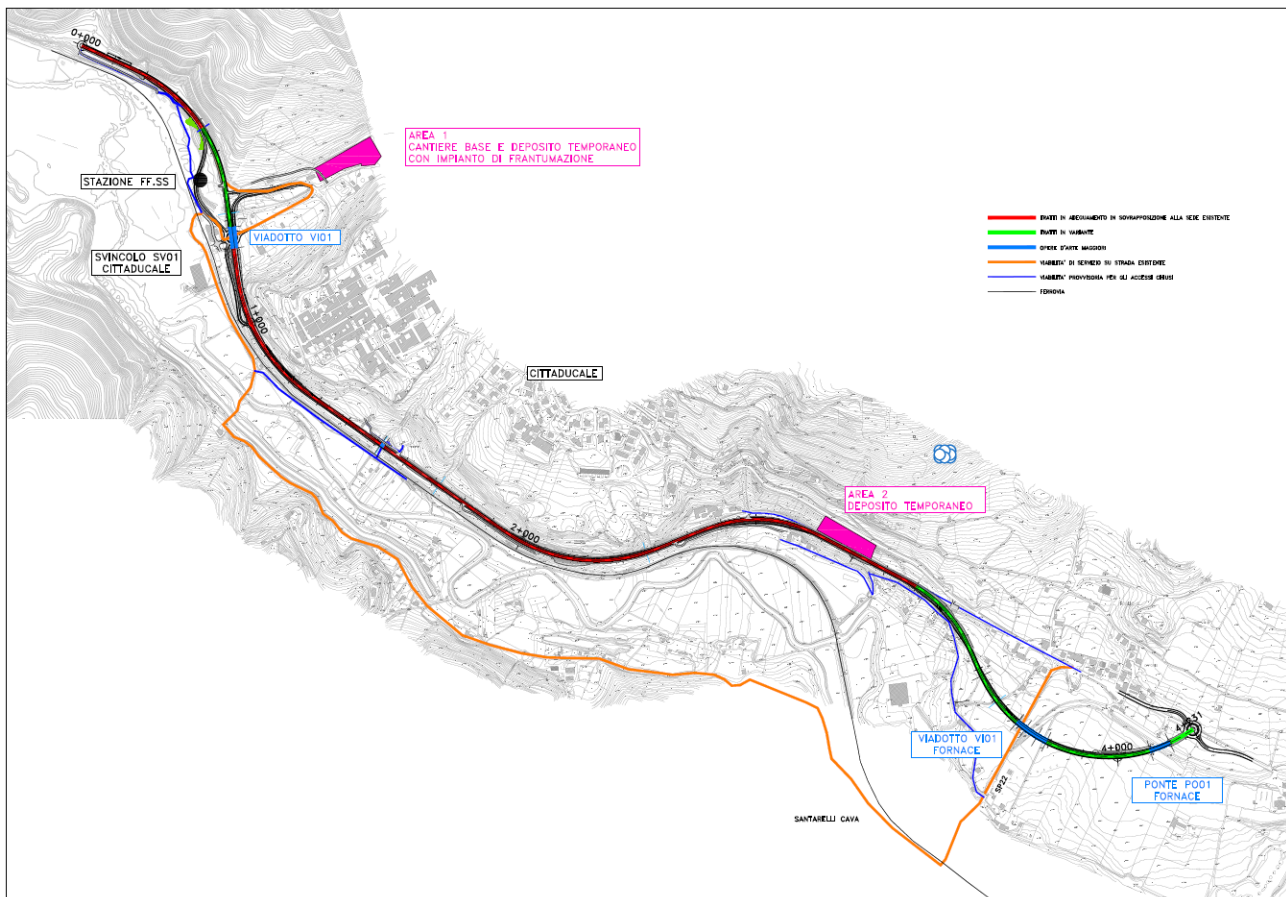 0+000
AREA 1
CANTIERE BASE E DEPOSITO TEMPORANEO
CON IMPIANTO DI FRANTUMAZIONE
STAZIONE FF.SS
VIADOTTO VI01
SVINCOLO SV01
CITTADUCALE
TRATTI IN ADEGUAMENTO IN SOVRAPPOSIZIONE ALLA SEDE ESISTENTE
TRATTI IN VARIANTE
OPERE D'ARTE MAGGIORI
VIABILITA' DI SERVIZIO SU STRADA ESISTENTE
VIABILITA' PROVVISORIA PER GLI ACCESSI CHIUSI
FERROVIA
1+000
CITTADUCALE
AREA 2
DEPOSITO TEMPORANEO
2+000
VIADOTTO VI01
FORNACE
4+000
PONTE PO01
FORNACE
SP22
SANTARELLI CAVA